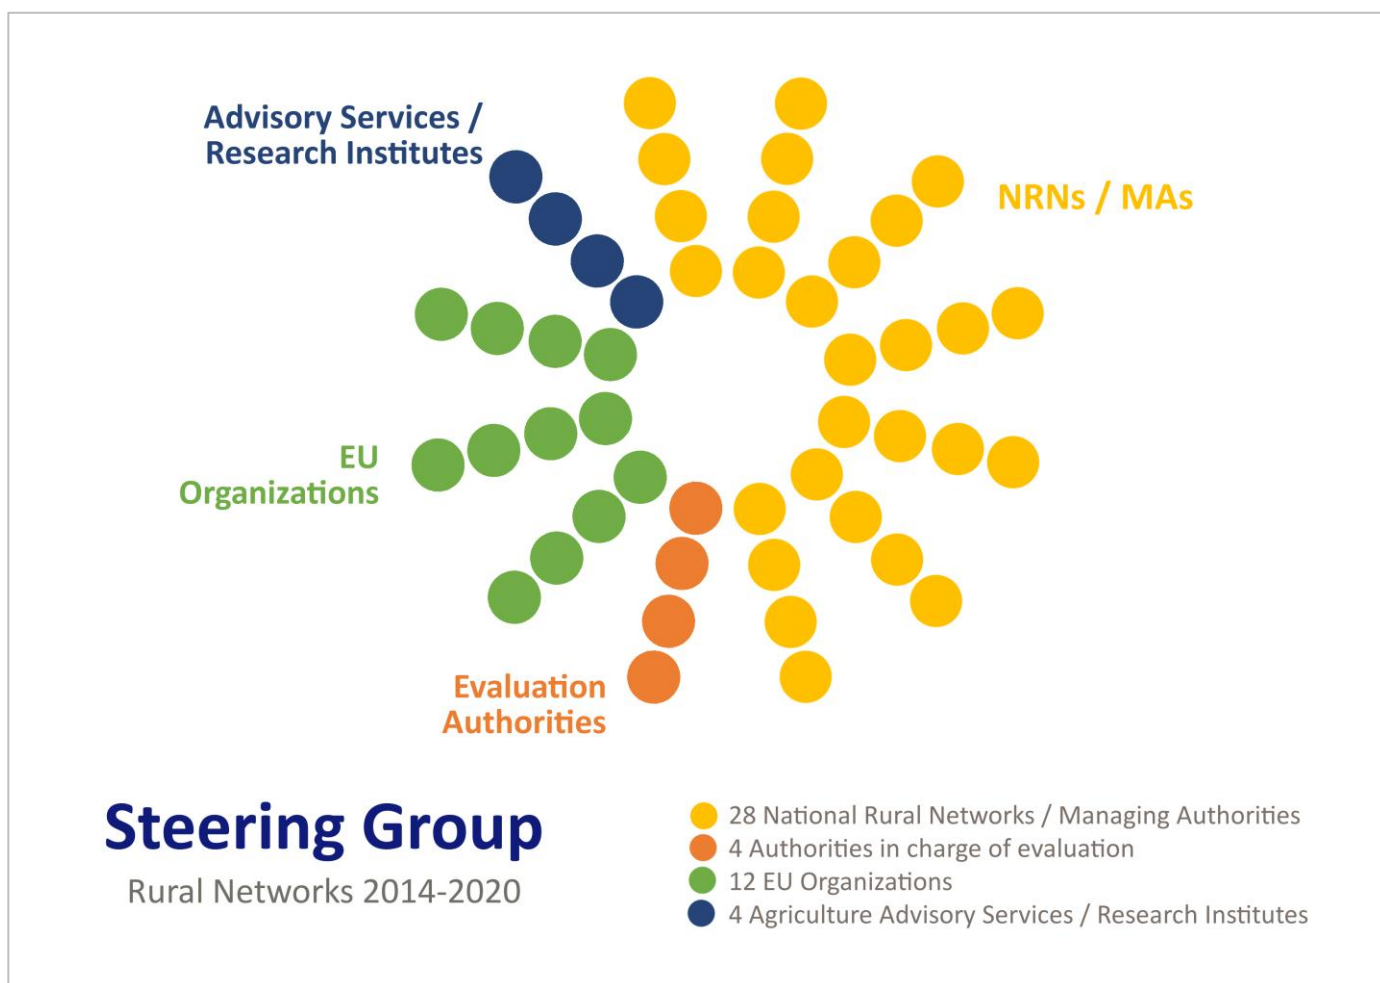 Advisory Services /
Research Institutes
NRNs / MAs
EU
Organizations
Evaluation
Authorities
Steering Group
Rural Networks 2014-2020
28 National Rural Networks / Managing Authorities
4 Authorities in charge of evaluation
12 EU Organizations
4 Agriculture Advisory Services / Research Institutes